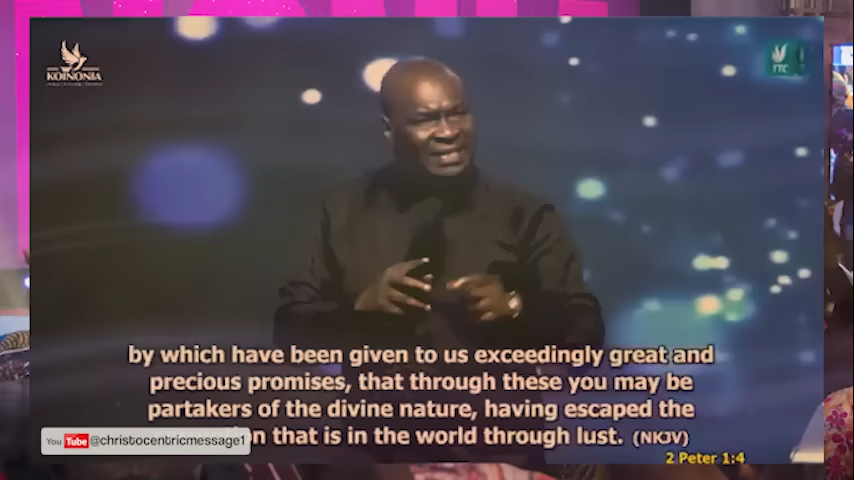 KOINONIA
TTC
by which have been given to us exceedingly great and
precious promises, that through these you may be
partakers of the divine nature, having escaped the
on that is in the world through lust. (NKJV)
You Tube @christocentricmessage1
2 Peter 1:4